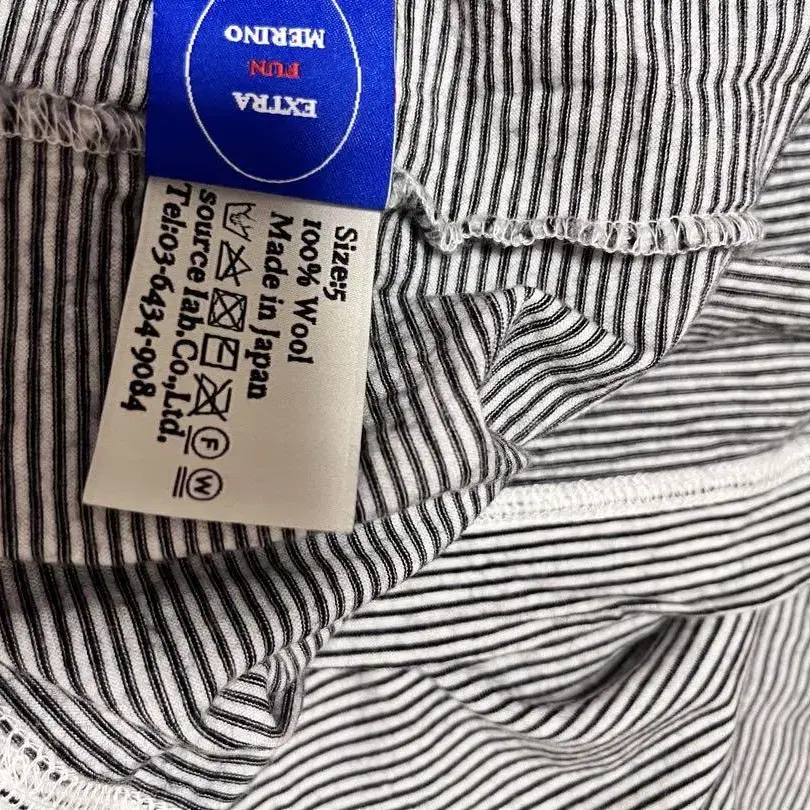 EXTRA
FUN
MERINO
Size:5
100% Wool
Made in Japan
F W
source lab.Co.,Ltd.
Tel:03-6434-9084